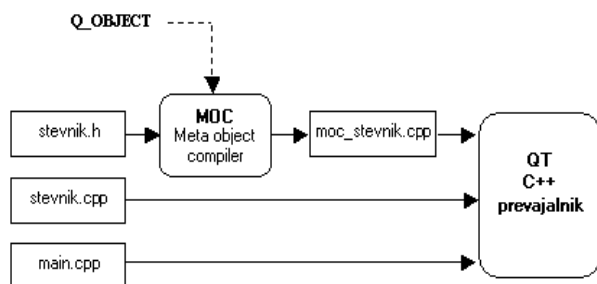 Q_OBJECT
stevnik.h
MOC
Meta object
compiler
moc_stevnik.cpp
QT
C++
prevajalnik
stevnik.cpp
main.cpp